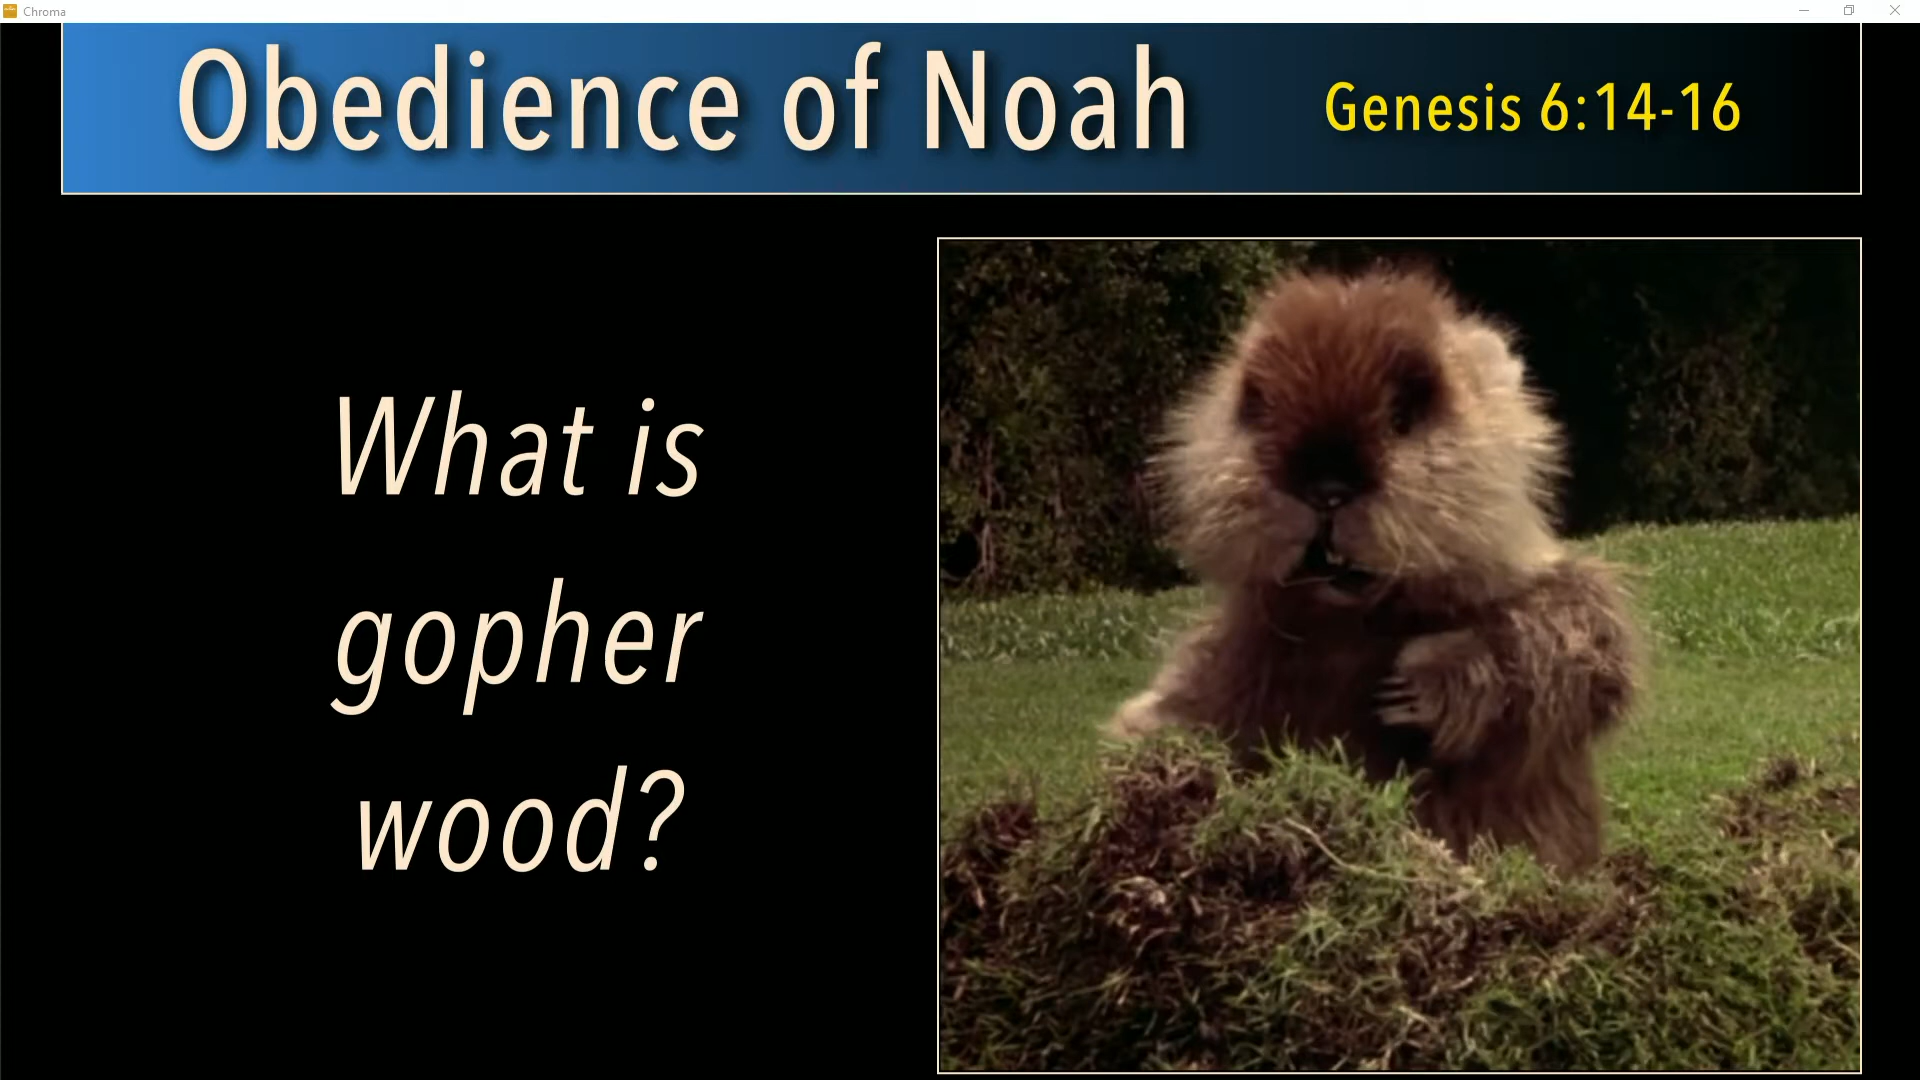 Chroma
Obedience of Noah
Genesis 6:14-16
What is
gopher
wood?